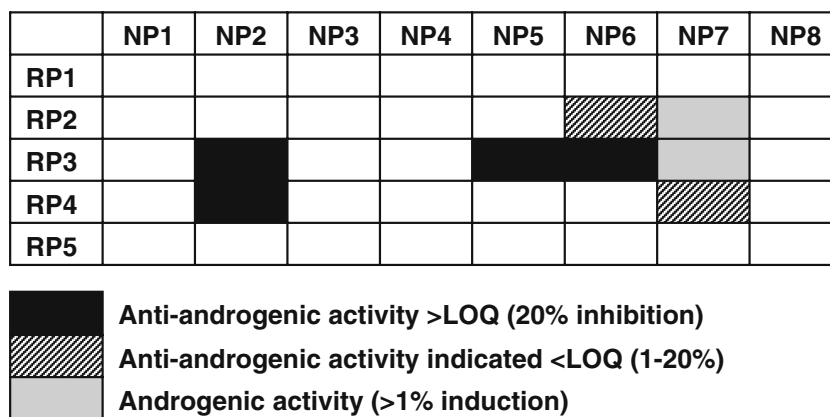 NP1 NP2 NP3 NP4 NP5 NP6 NP7 NP8
RP1
RP2
RP3
RP4
RP5
Anti-androgenic activity >LOQ (20% inhibition)
Anti-androgenic activity indicated <LOQ (1-20%)
Androgenic activity (>1% induction)